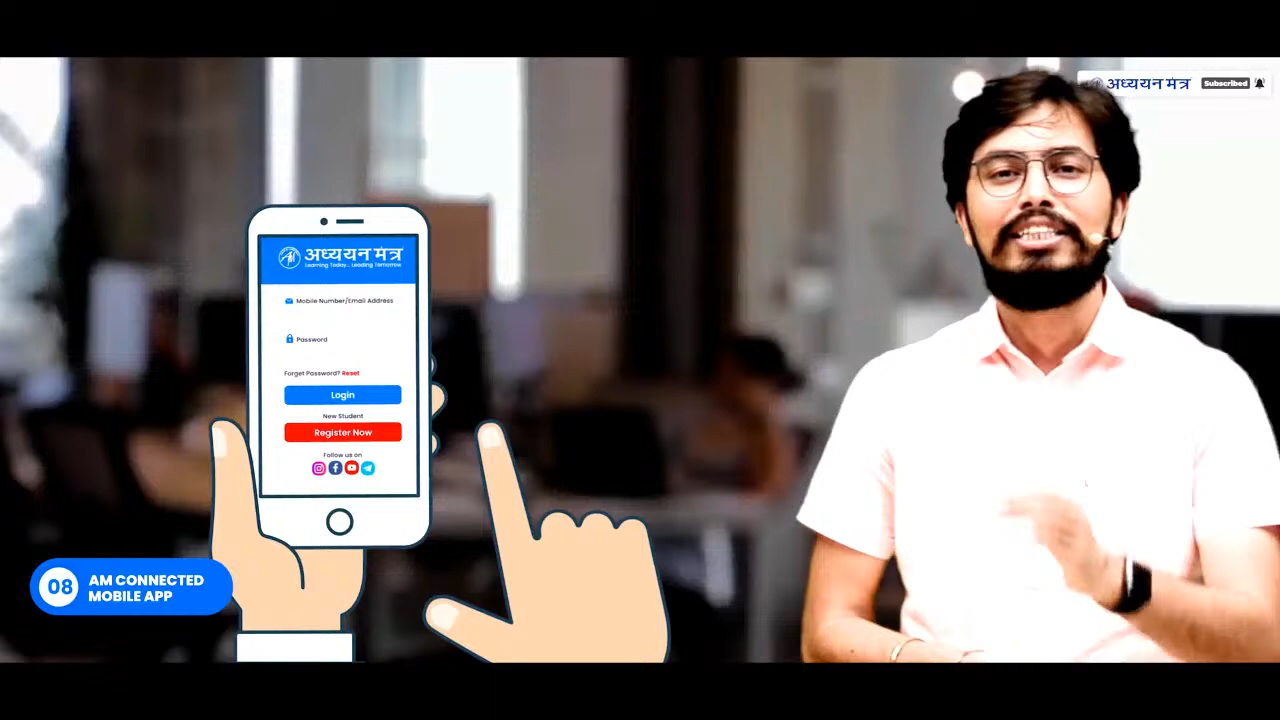 अध्ययन मंत्र Subscribed
अध्ययन मंत्र
Learning Today... Leading Tomorrow
Mobile Number/Email Address
Password
Forget Password? Reset
Login
New Student
Register Now
Follow us on
08 AM CONNECTED
MOBILE APP